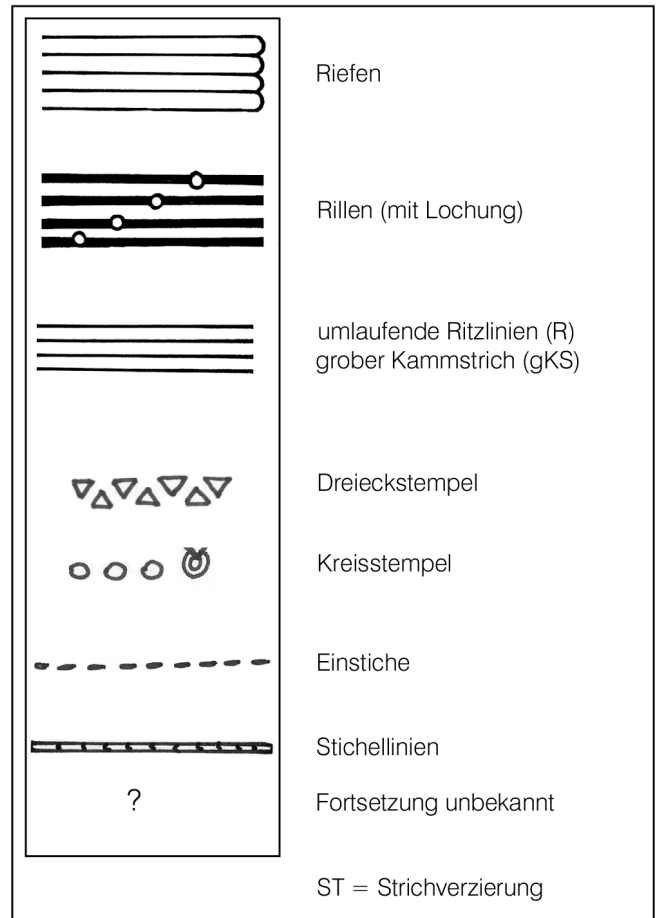 Riefen
Rillen (mit Lochung)
umlaufende Ritzlinien (R)
grober Kammstrich (gKS)
Dreieckstempel
Kreisstempel
Einstiche
Stichellinien
? Fortsetzung unbekannt
ST = Strichverzierung